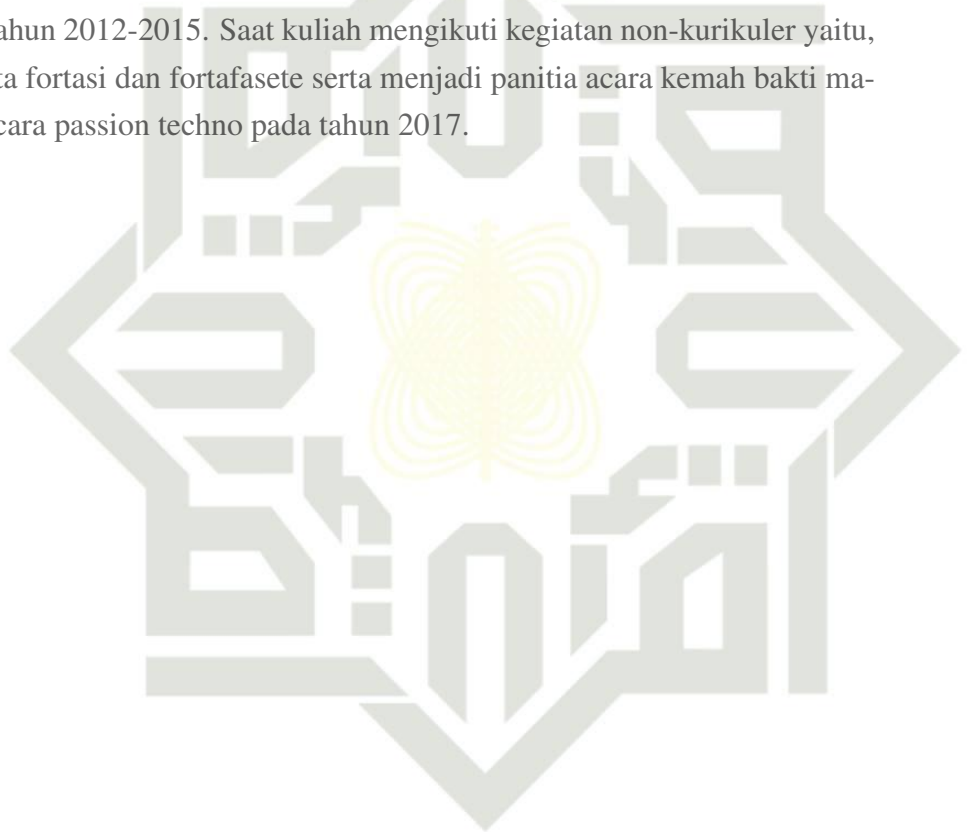 ahun 2012-2015. Saat kuliah mengikuti kegiatan non-kurikuler yaitu,
ta fortasi dan fortafasete serta menjadi panitia acara kemah bakti ma-
cara passion techno pada tahun 2017.